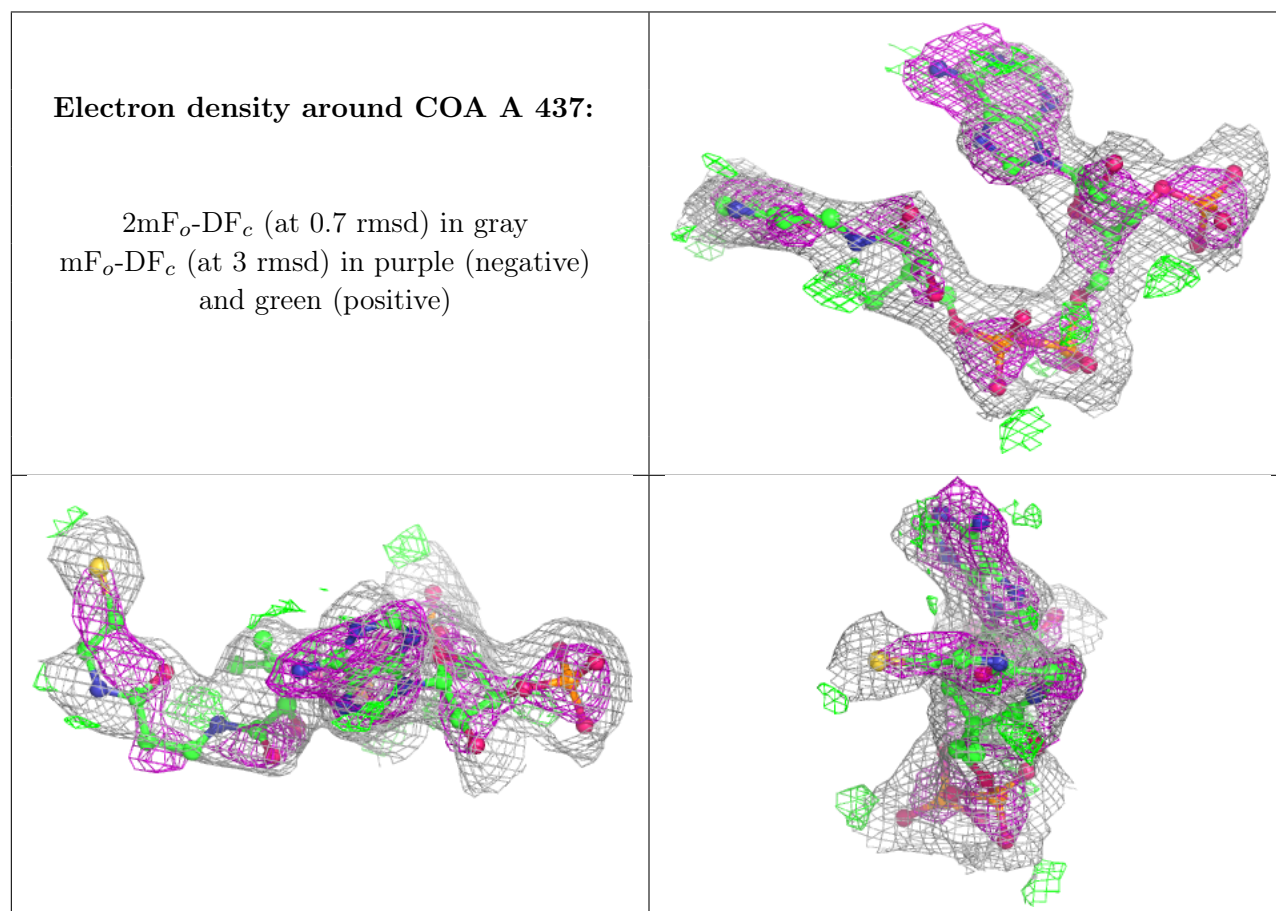 Electron density around COA A 437:
2mFo-DFc (at 0.7 rmsd) in gray
mFo-DFc (at 3 rmsd) in purple (negative)
and green (positive)